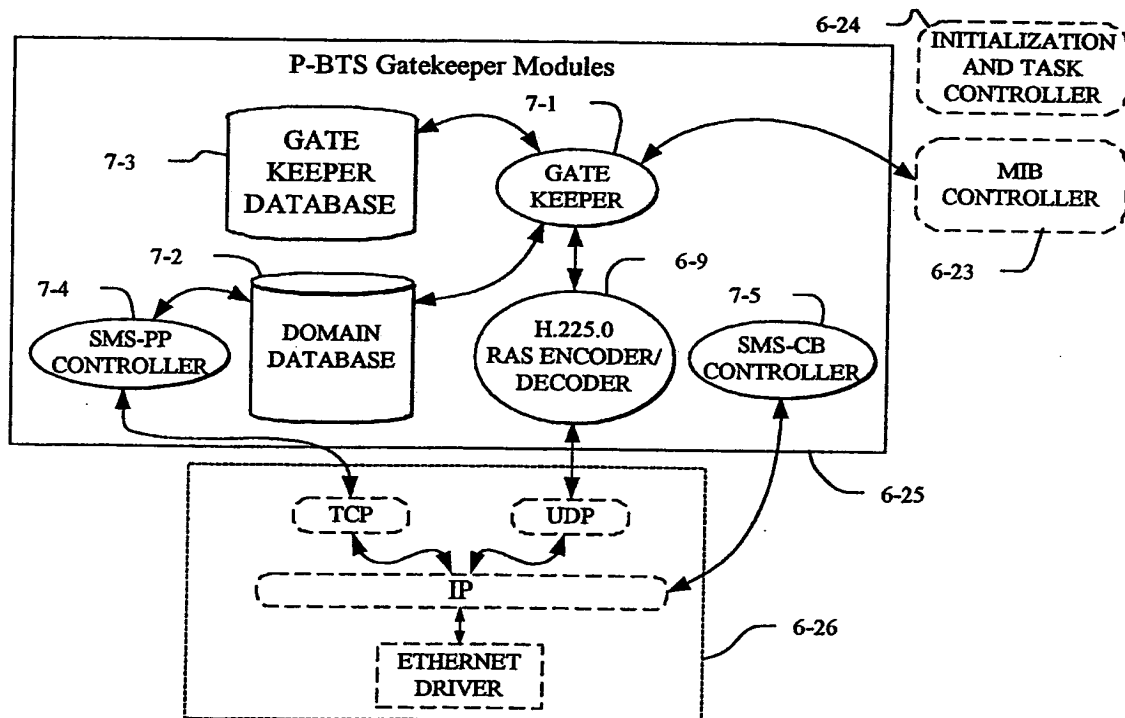 6-24
INITIALIZATION
AND TASK
CONTROLLER
P-BTS Gatekeeper Modules
7-1
7-3
GATE
KEEPER
DATABASE
GATE
KEEPER
MIB
CONTROLLER
6-23
7-2
6-9
7-4
7-5
SMS-PP
CONTROLLER
DOMAIN
DATABASE
H.225.0
RAS ENCODER/
DECODER
SMS-CB
CONTROLLER
6-25
TCP
UDP
IP
6-26
ETHERNET
DRIVER